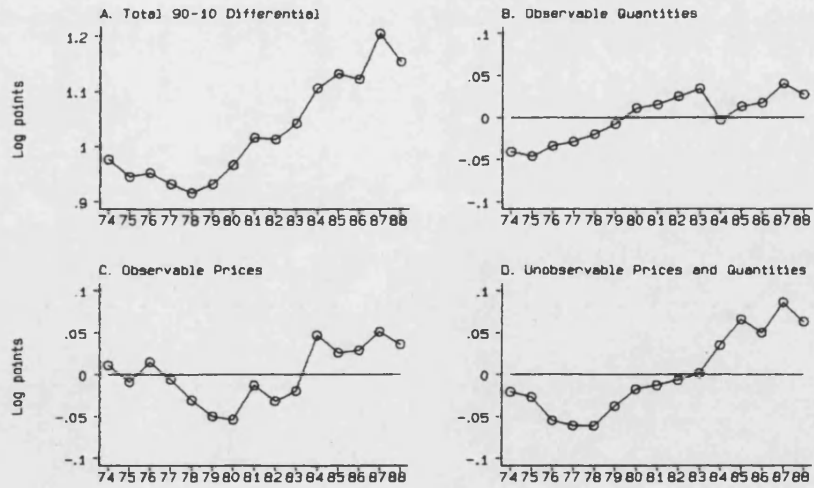 A. Total 90-10 Differential
Log points
1.2
1.1
1
.9
74 75 76 77 78 79 80 81 82 83 84 85 86 87 88
B. Observable Quantities
.1
.05
0
-.05
-.1
74 75 76 77 78 79 80 81 82 83 84 85 86 87 88
C. Observable Prices
Log points
.1
.05
0
-.05
-.1
74 75 76 77 78 79 80 81 82 83 84 85 86 87 88
D. Unobservable Prices and Quantities
.1
.05
0
-.05
-.1
74 75 76 77 78 79 80 81 82 83 84 85 86 87 88